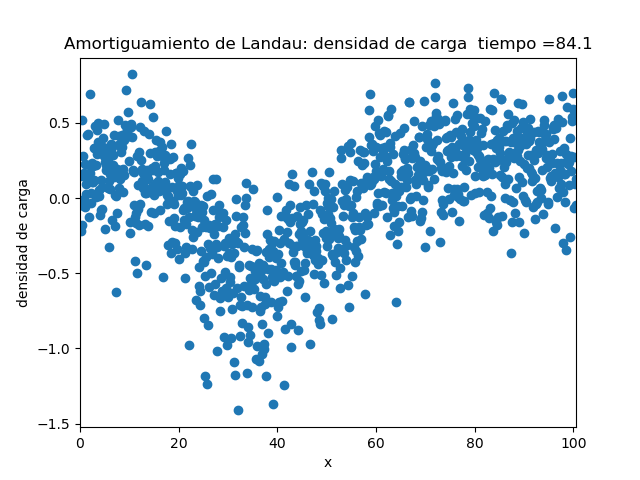 Amortiguamiento de Landau: densidad de carga  tiempo =84.1
densidad de carga
0.5
0.0
−0.5
−1.0
−1.5
0 20 40 60 80 100
x